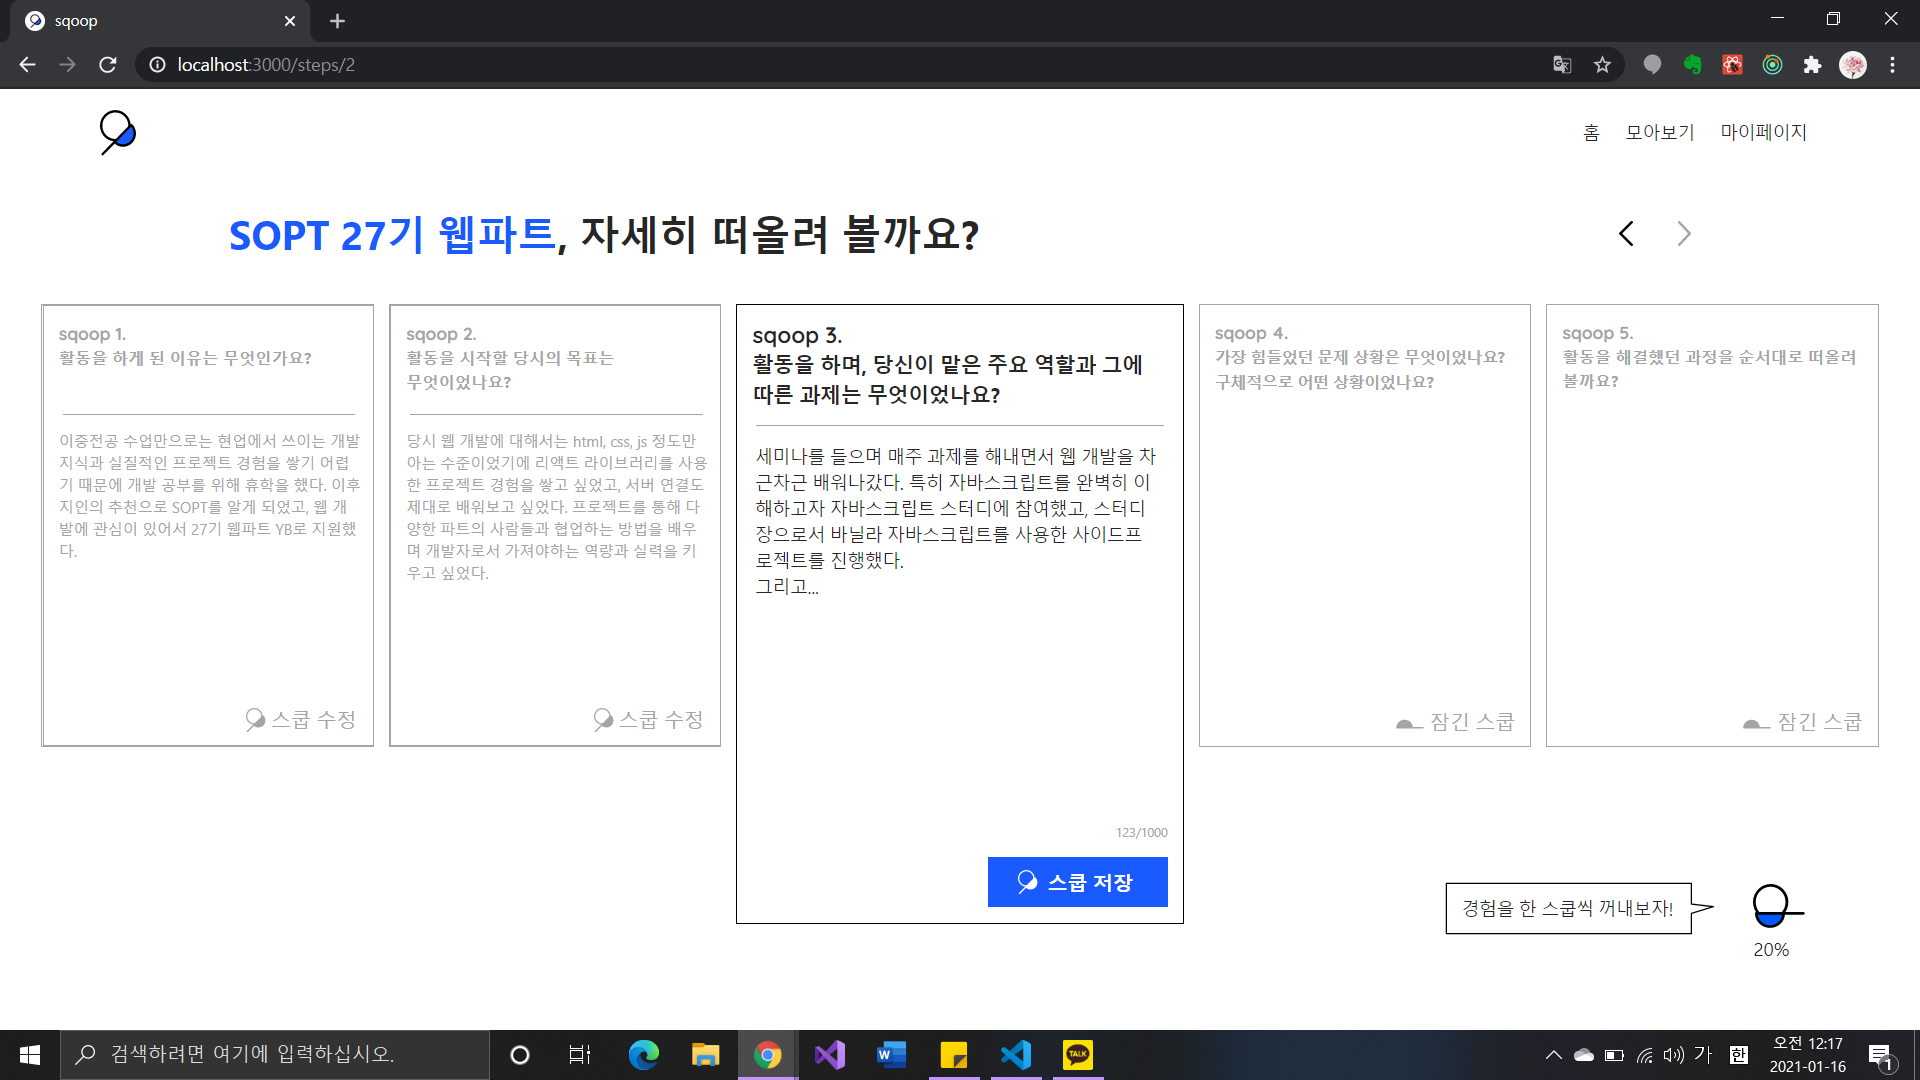 sqoop
localhost:3000/steps/2
홈 모아보기 마이페이지
SOPT 27기 웹파트, 자세히 떠올려 볼까요?
sqoop 1.
활동을 하게 된 이유는 무엇인가요?
이중전공 수업만으로는 현업에서 쓰이는 개발
지식과 실질적인 프로젝트 경험을 쌓기 어렵
기 때문에 개발 공부를 위해 휴학을 했다. 이후
지인의 추천으로 SOPT를 알게 되었고, 웹 개
발에 관심이 있어서 27기 웹파트 YB로 지원했
다.
스쿱 수정
sqoop 2.
활동을 시작할 당시의 목표는
무엇이었나요?
당시 웹 개발에 대해서는 html, css, js 정도만
아는 수준이었기에 리액트 라이브러리를 사용
한 프로젝트 경험을 쌓고 싶었고, 서버 연결도
제대로 배워보고 싶었다. 프로젝트를 통해 다
양한 파트의 사람들과 협업하는 방법을 배우
며 개발자로서 가져야하는 역량과 실력을 키
우고 싶었다.
스쿱 수정
sqoop 3.
활동을 하며, 당신이 맡은 주요 역할과 그에
따른 과제는 무엇이었나요?
세미나를 들으며 매주 과제를 해내면서 웹 개발을 차
근차근 배워나갔다. 특히 자바스크립트를 완벽히 이
해하고자 자바스크립트 스터디에 참여했고, 스터디
장으로서 바닐라 자바스크립트를 사용한 사이드프
로젝트를 진행했다.
그리고...
123/1000
스쿱 저장
sqoop 4.
가장 힘들었던 문제 상황은 무엇이었나요?
구체적으로 어떤 상황이었나요?
잠긴 스쿱
sqoop 5.
활동을 해결했던 과정을 순서대로 떠올려
볼까요?
잠긴 스쿱
경험을 한 스쿱씩 꺼내보자!
20%
검색하려면 여기에 입력하십시오.
TALK
가 한
오전 12:17
2021-01-16
1